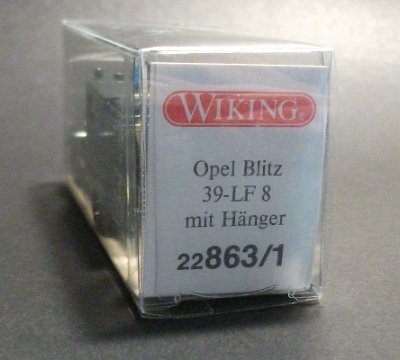 WIKING®
Opel Blitz
39-LF 8
mit Hänger
22863/1